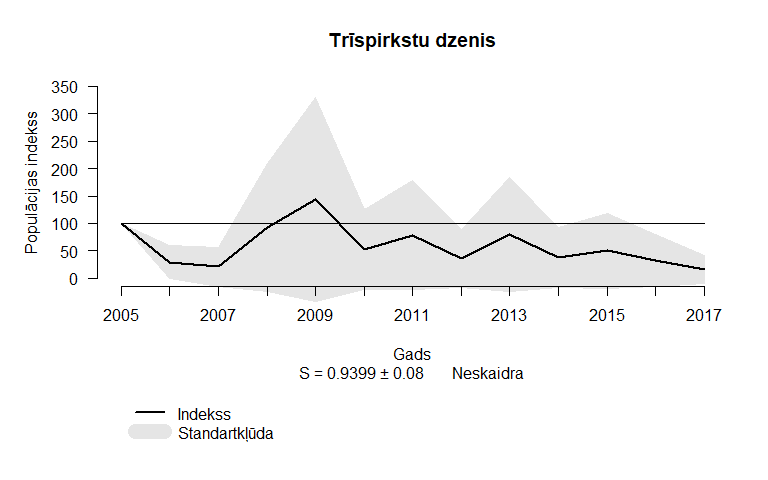 Trīspirkstu dzenis
Populācijas indekss
350
300
250
200
150
100
50
0
2005 2007 2009 2011 2013 2015 2017
Gads
S = 0.9399 ± 0.08 Neskaidra
Indekss
Standartkļūda